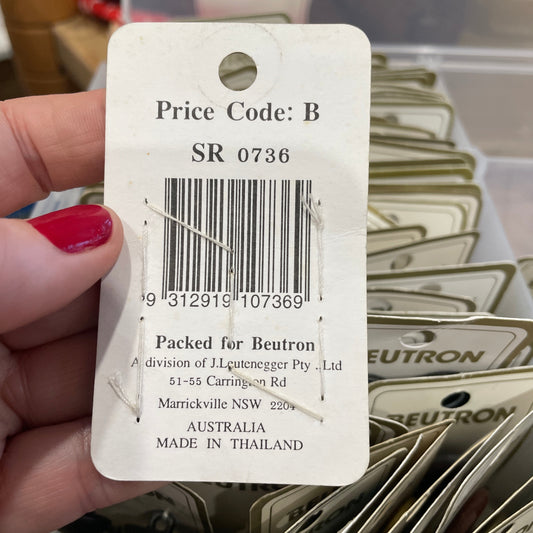 Price Code: B
SR 0736
9 312919 107369
Packed for Beutron
A division of J.Leutenegger Pty . Ltd
51-55 Carrington Rd
Marrickville NSW 2204
AUSTRALIA
MADE IN THAILAND
BEUTRON
BEUTRON